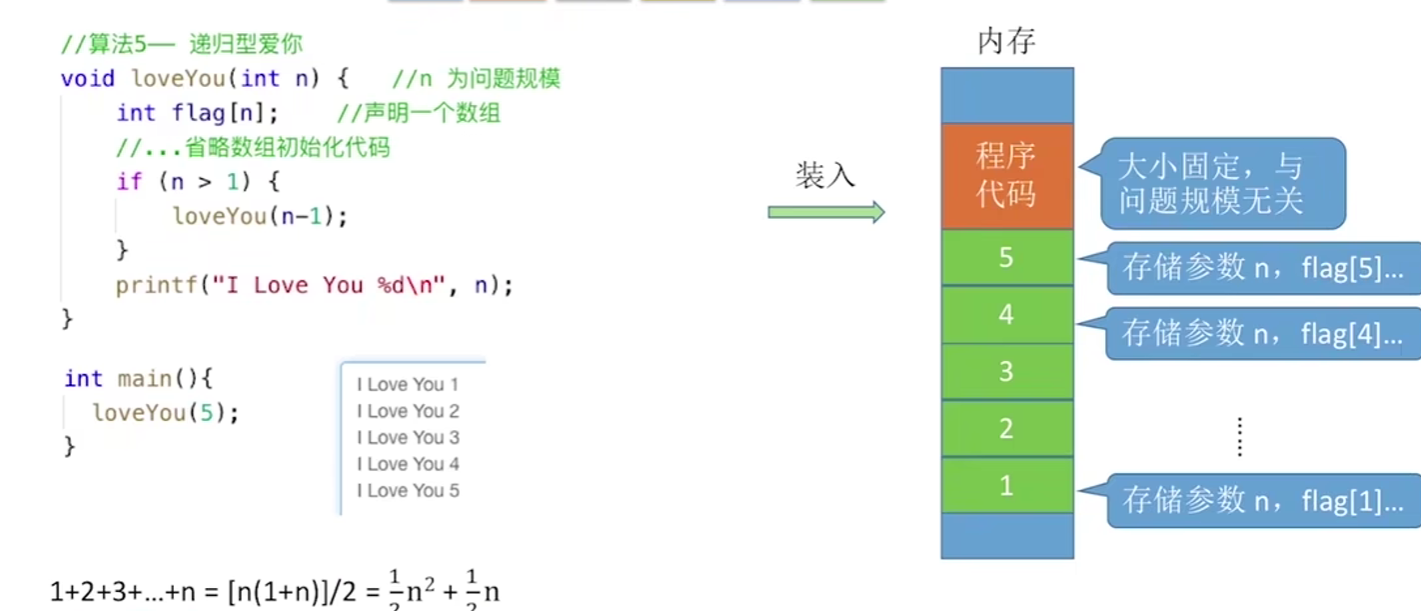 //算法5—— 递归型爱你
void loveYou(int n) {   //n 为问题规模
    int flag[n];    //声明一个数组
    //...省略数组初始化代码
    if (n > 1) {
        loveYou(n-1);
    }
    printf("I Love You %d\n", n);
}
int main(){
  loveYou(5);
}
I Love You 1
I Love You 2
I Love You 3
I Love You 4
I Love You 5
1+2+3+...+n = [n(1+n)]/2 = ½n² + ½n
装入
内存
程序
代码
大小固定，与
问题规模无关
5
存储参数 n，flag[5]...
4
存储参数 n，flag[4]...
3
2
......
1
存储参数 n，flag[1]...